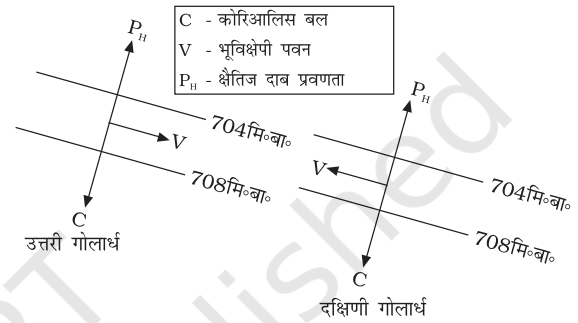 C - कोरिआलिस बल
V - भूविक्षेपी पवन
P_H - क्षैतिज दाब प्रवणता
P_H
704मि॰बा॰
V
708मि॰बा॰
C
उत्तरी गोलार्ध
P_H
704मि॰बा॰
V
708मि॰बा॰
C
दक्षिणी गोलार्ध